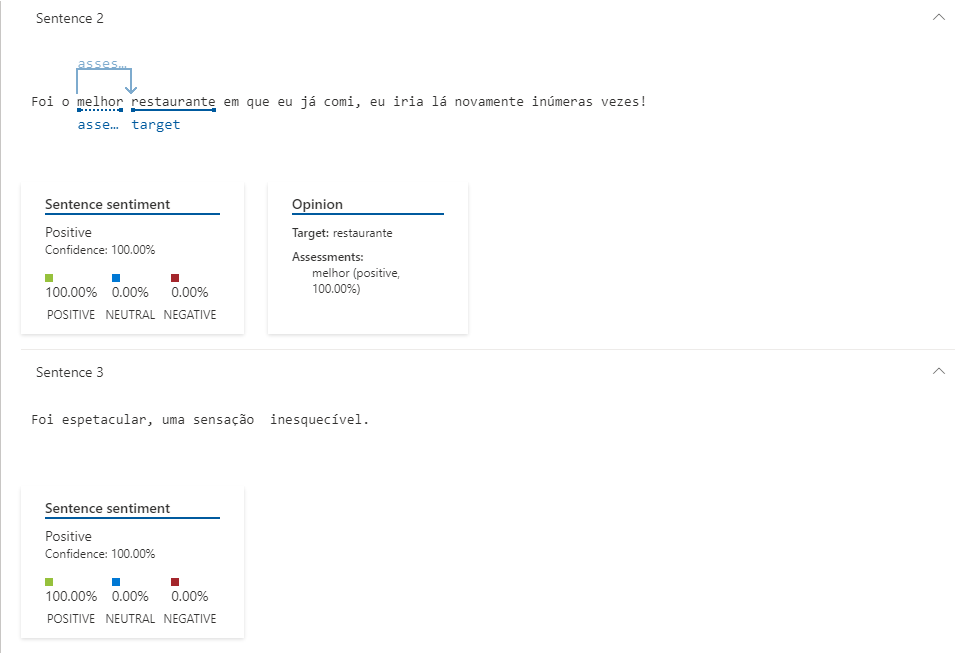 Sentence 2
asses…
Foi o melhor restaurante em que eu já comi, eu iria lá novamente inúmeras vezes!
asse… target
Sentence sentiment
Positive
Confidence: 100.00%
100.00% 0.00% 0.00%
POSITIVE NEUTRAL NEGATIVE
Opinion
Target: restaurante
Assessments:
melhor (positive,
100.00%)
Sentence 3
Foi espetacular, uma sensação  inesquecível.
Sentence sentiment
Positive
Confidence: 100.00%
100.00% 0.00% 0.00%
POSITIVE NEUTRAL NEGATIVE